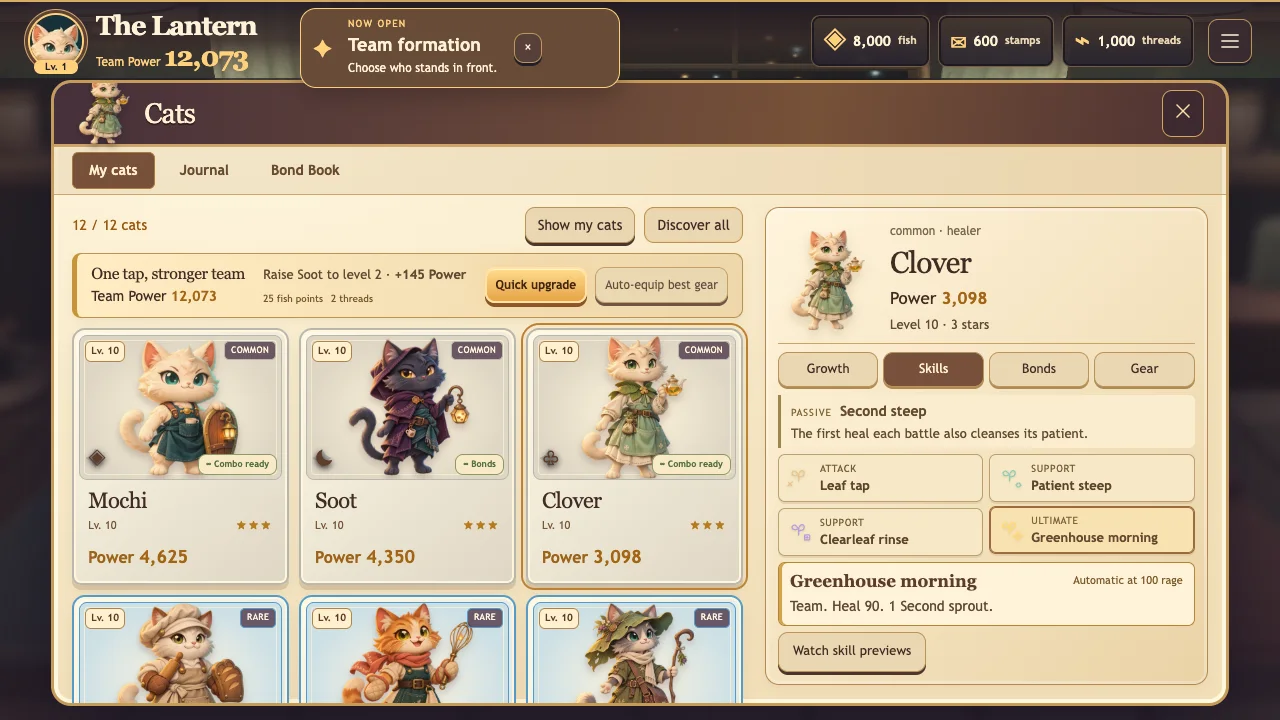 The Lantern
Team Power 12,073
Lv. 1
NOW OPEN
Team formation
Choose who stands in front.
×
8,000 fish
600 stamps
1,000 threads
Cats
My cats
Journal
Bond Book
12 / 12 cats
Show my cats
Discover all
One tap, stronger team
Team Power 12,073
Raise Soot to level 2 · +145 Power
25 fish points 2 threads
Quick upgrade
Auto-equip best gear
Lv. 10
COMMON
Combo ready
Mochi
Lv. 10
★★★
Power 4,625
Lv. 10
COMMON
Bonds
Soot
Lv. 10
★★★
Power 4,350
Lv. 10
COMMON
Combo ready
Clover
Lv. 10
★★★
Power 3,098
Lv. 10
RARE
Lv. 10
RARE
Lv. 10
RARE
common · healer
Clover
Power 3,098
Level 10 · 3 stars
Growth
Skills
Bonds
Gear
PASSIVE Second steep
The first heal each battle also cleanses its patient.
ATTACK
Leaf tap
SUPPORT
Patient steep
SUPPORT
Clearleaf rinse
ULTIMATE
Greenhouse morning
Greenhouse morning
Automatic at 100 rage
Team. Heal 90. 1 Second sprout.
Watch skill previews